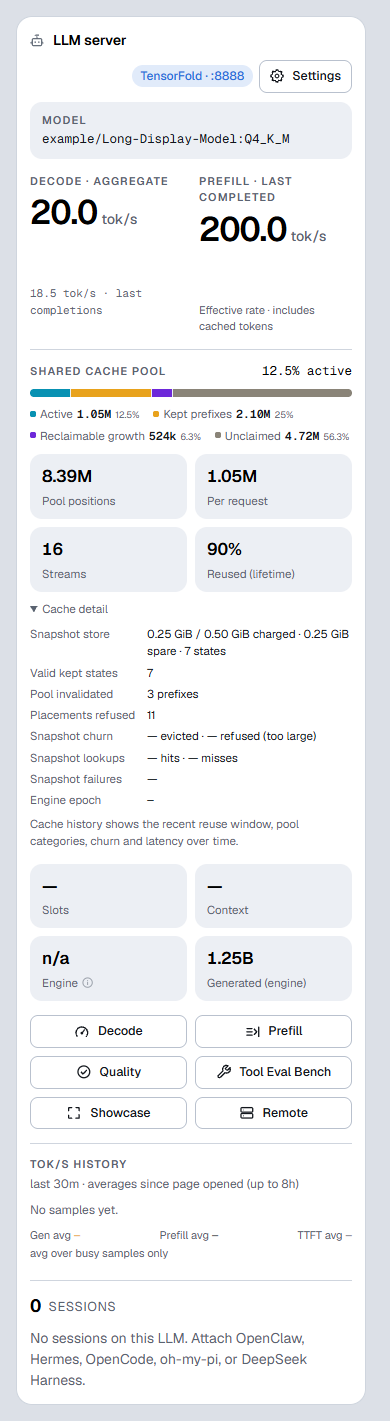 LLM server
TensorFold · :8888
Settings
MODEL
example/Long-Display-Model:Q4_K_M
DECODE · AGGREGATE
20.0 tok/s
18.5 tok/s · last
completions
PREFILL · LAST
COMPLETED
200.0 tok/s
Effective rate · includes
cached tokens
SHARED CACHE POOL
12.5% active
Active 1.05M 12.5%
Kept prefixes 2.10M 25%
Reclaimable growth 524k 6.3%
Unclaimed 4.72M 56.3%
8.39M
Pool positions
1.05M
Per request
16
Streams
90%
Reused (lifetime)
▼ Cache detail
Snapshot store
0.25 GiB / 0.50 GiB charged · 0.25 GiB
spare · 7 states
Valid kept states 7
Pool invalidated 3 prefixes
Placements refused 11
Snapshot churn — evicted · — refused (too large)
Snapshot lookups — hits · — misses
Snapshot failures —
Engine epoch –
Cache history shows the recent reuse window, pool
categories, churn and latency over time.
—
Slots
—
Context
n/a
Engine
1.25B
Generated (engine)
Decode
Prefill
Quality
Tool Eval Bench
Showcase
Remote
TOK/S HISTORY
last 30m · averages since page opened (up to 8h)
No samples yet.
Gen avg –
Prefill avg –
TTFT avg –
avg over busy samples only
0 SESSIONS
No sessions on this LLM. Attach OpenClaw,
Hermes, OpenCode, oh-my-pi, or DeepSeek
Harness.